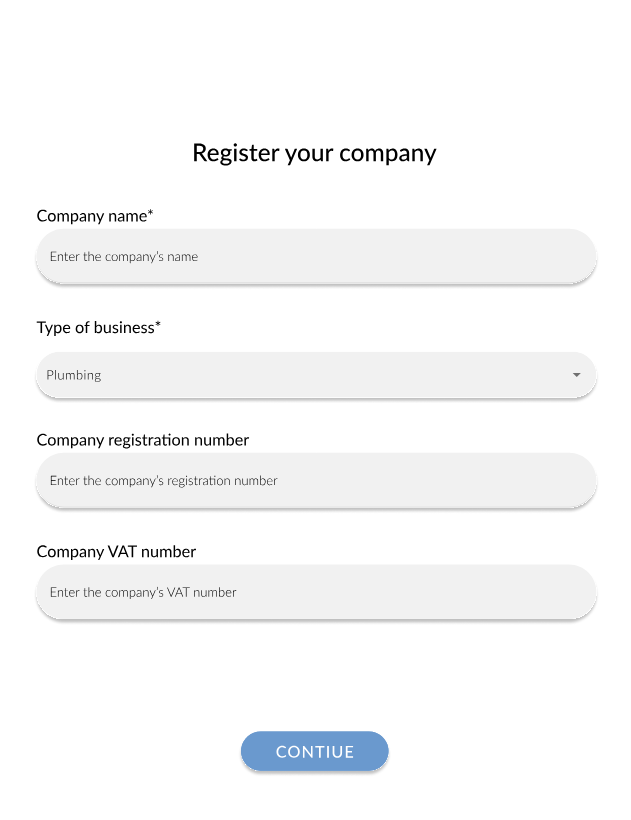 Register your company
Company name*
Enter the company's name
Type of business*
Plumbing
Company registration number
Enter the company's registration number
Company VAT number
Enter the company's VAT number
CONTIUE